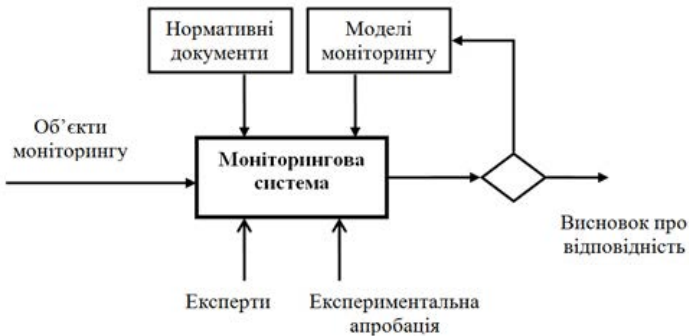 Нормативні
документи
Моделі
моніторингу
Об’єкти
моніторингу
Моніторингова
система
Висновок про
відповідність
Експерти
Експериментальна
апробація